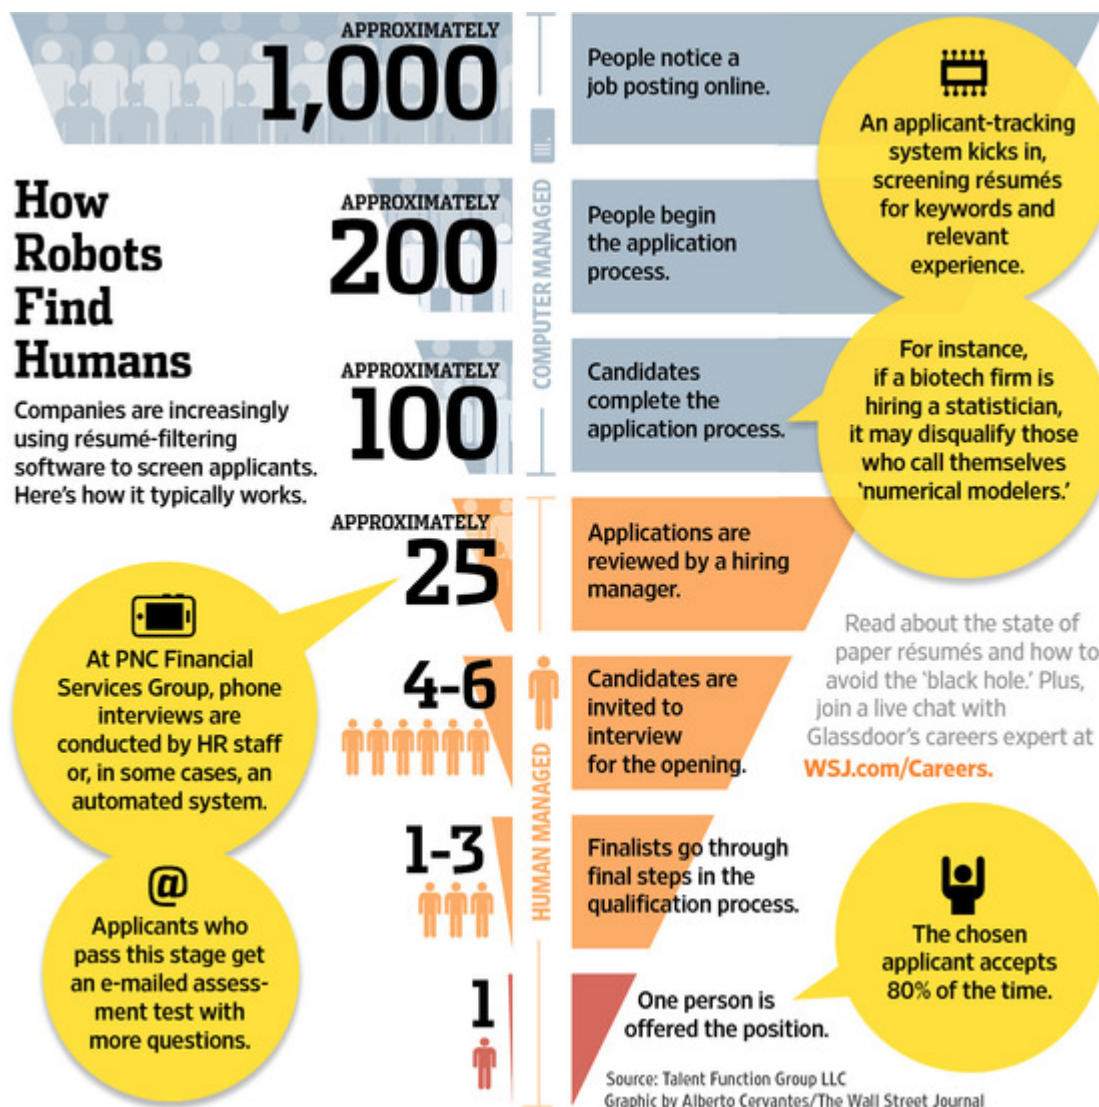 How
Robots
Find
Humans
Companies are increasingly
using résumé-filtering
software to screen applicants.
Here's how it typically works.
APPROXIMATELY
1,000
People notice a
job posting online.
APPROXIMATELY
200
People begin
the application
process.
APPROXIMATELY
100
Candidates
complete the
application process.
COMPUTER MANAGED
An applicant-tracking
system kicks in,
screening résumés
for keywords and
relevant
experience.
For instance,
if a biotech firm is
hiring a statistician,
it may disqualify those
who call themselves
'numerical modelers.'
APPROXIMATELY
25
Applications are
reviewed by a hiring
manager.
At PNC Financial
Services Group, phone
interviews are
conducted by HR staff
or, in some cases, an
automated system.
@
Applicants who
pass this stage get
an e-mailed assess-
ment test with
more questions.
4-6
Candidates are
invited to
interview
for the opening.
HUMAN MANAGED
1-3
Finalists go through
final steps in the
qualification process.
1
One person is
offered the position.
The chosen
applicant accepts
80% of the time.
Read about the state of
paper résumés and how to
avoid the 'black hole.' Plus,
join a live chat with
Glassdoor's careers expert at
WSJ.com/Careers.
Source: Talent Function Group LLC
Graphic by Alberto Cervantes/The Wall Street Journal